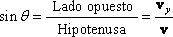 sin θ = Lado opuesto / Hipotenusa = v_y / v